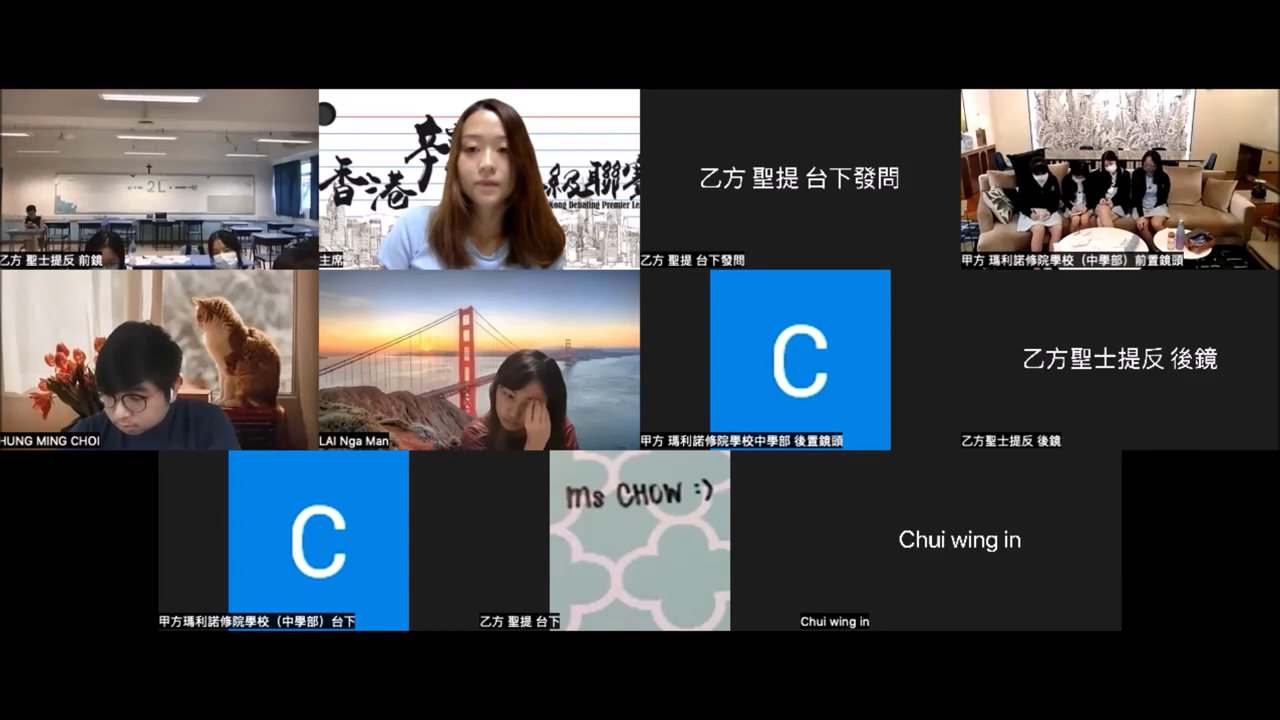 2L
乙方 聖士提反 前鏡
香港辯
級聯賽
Kong Debating Premier Le
主席
乙方 聖提 台下發問
乙方 聖提 台下發問
甲方 瑪利諾修院學校（中學部）前置鏡頭
HUNG MING CHOI
LAI Nga Man
C
甲方 瑪利諾修院學校中學部 後置鏡頭
乙方聖士提反 後鏡
乙方聖士提反 後鏡
C
甲方瑪利諾修院學校（中學部）台下
Ms CHOW :)
乙方 聖提 台下
Chui wing in
Chui wing in